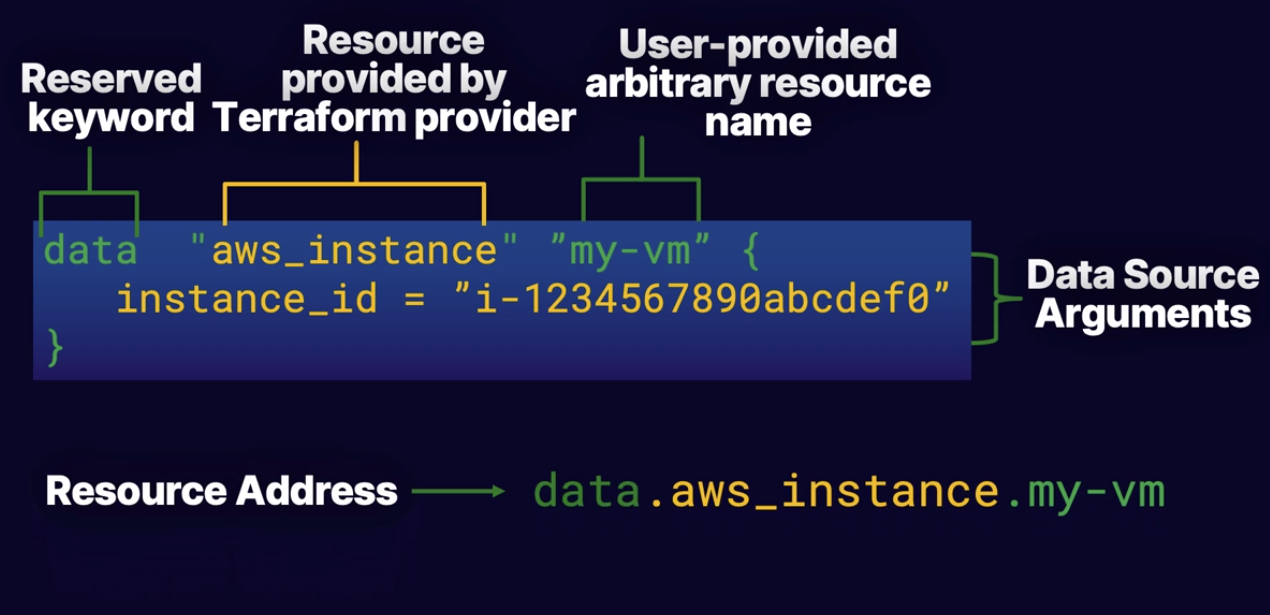 Reserved
keyword
Resource
provided by
Terraform provider
User-provided
arbitrary resource
name
data "aws_instance" ”my-vm” {
instance_id = ”i-1234567890abcdef0”
}
Data Source
Arguments
Resource Address
data.aws_instance.my-vm